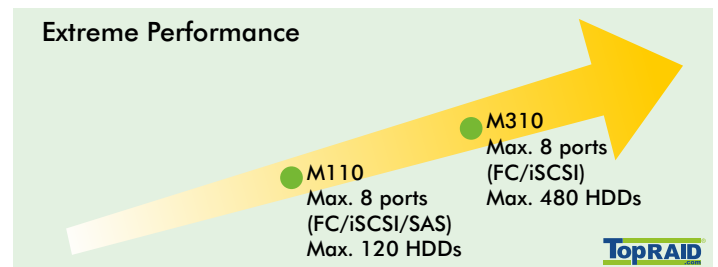 Extreme Performance
M310
Max. 8 ports
(FC/iSCSI)
Max. 480 HDDs
M110
Max. 8 ports
(FC/iSCSI/SAS)
Max. 120 HDDs
TopRAID®
.com